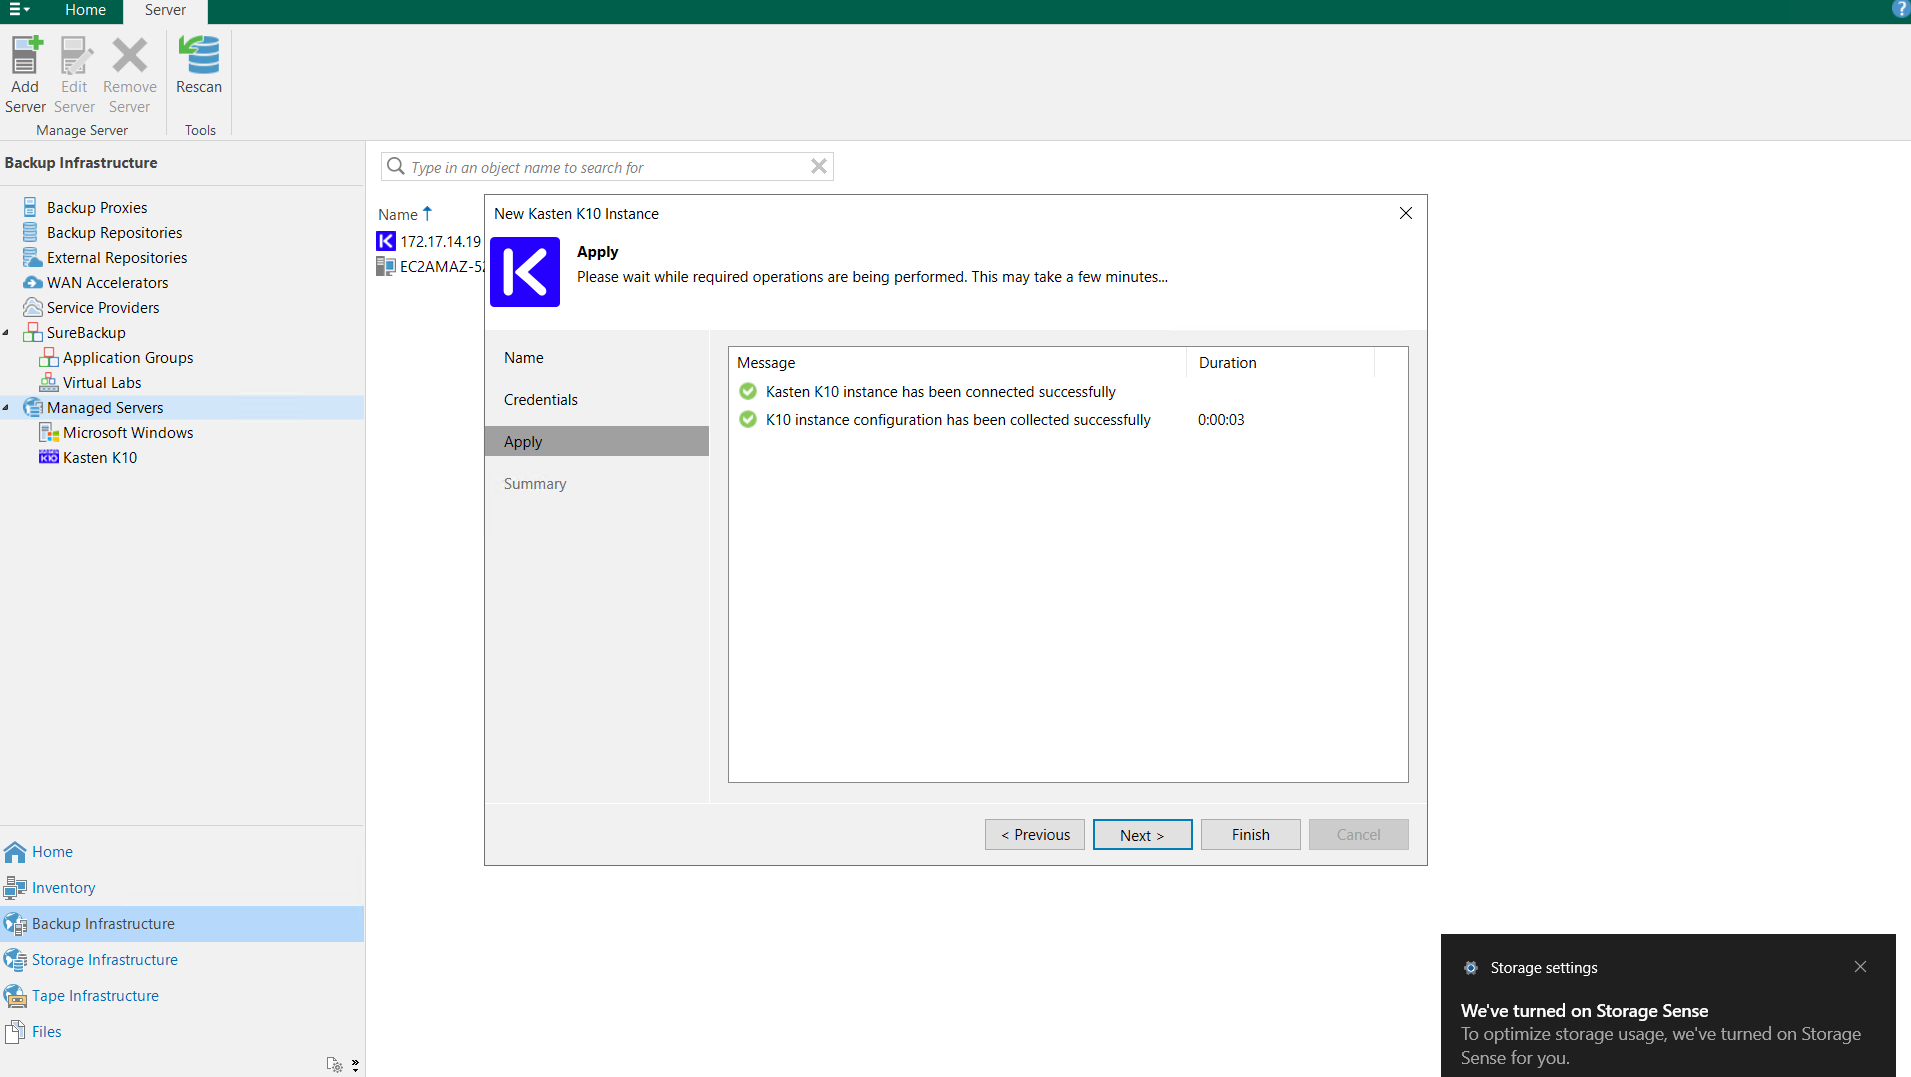 Home
Server
?
Add
Server
Edit
Server
Remove
Server
Rescan
Manage Server
Tools
Backup Infrastructure
Backup Proxies
Backup Repositories
External Repositories
WAN Accelerators
Service Providers
SureBackup
Application Groups
Virtual Labs
Managed Servers
Microsoft Windows
K10
Kasten K10
Home
Inventory
Backup Infrastructure
Storage Infrastructure
Tape Infrastructure
Files
Type in an object name to search for
Name
K 172.17.14.19
EC2AMAZ-52
New Kasten K10 Instance
K
Apply
Please wait while required operations are being performed. This may take a few minutes...
Name
Credentials
Apply
Summary
Message Duration
Kasten K10 instance has been connected successfully
K10 instance configuration has been collected successfully 0:00:03
< Previous
Next >
Finish
Cancel
Storage settings
We've turned on Storage Sense
To optimize storage usage, we've turned on Storage
Sense for you.